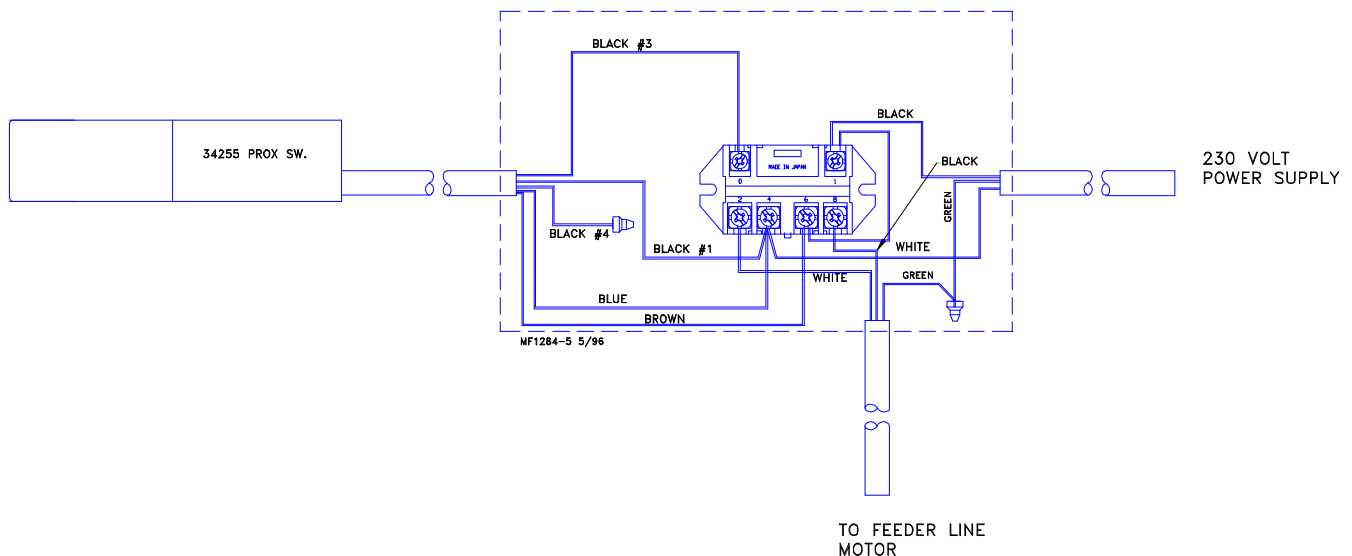 BLACK #3
BLACK
34255 PROX SW.
MADE IN JAPAN
BLACK
230 VOLT
POWER SUPPLY
0
1
2
4
6
8
GREEN
BLACK #4
BLACK #1
WHITE
WHITE
GREEN
BLUE
BROWN
MF1284-5 5/96
TO FEEDER LINE
MOTOR